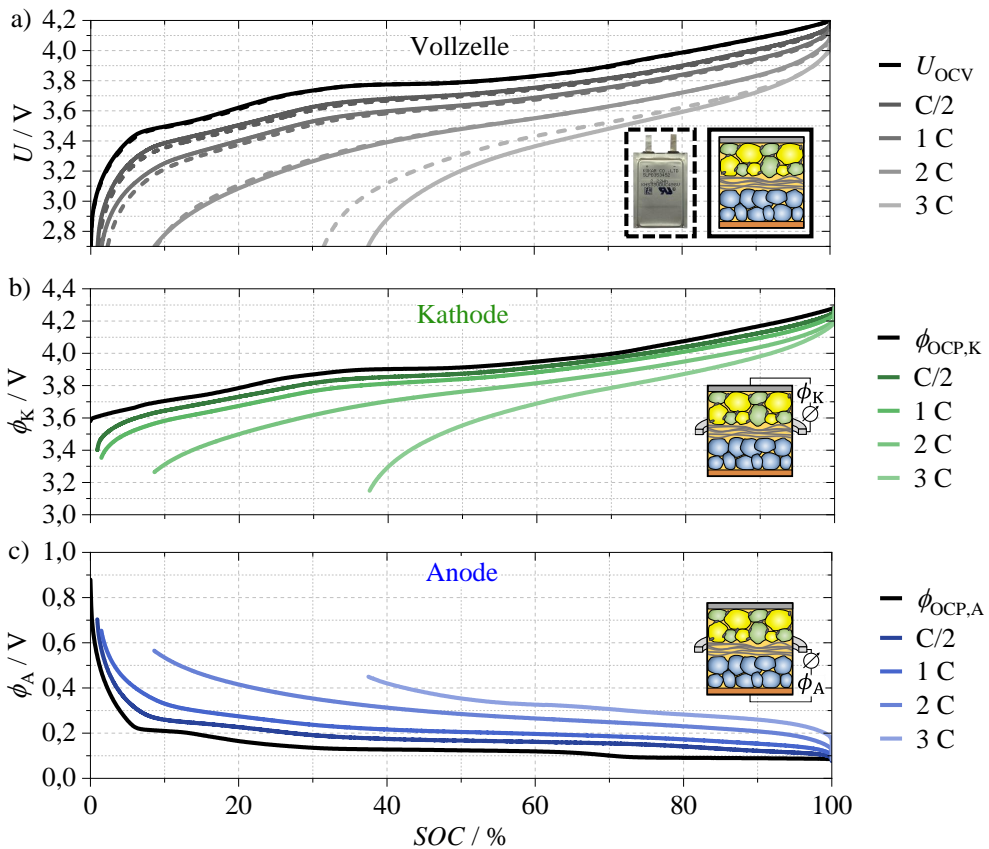 a)
Vollzelle
U / V
4,2
4,0
3,8
3,6
3,4
3,2
3,0
2,8
U_OCV
C/2
1 C
2 C
3 C
b)
Kathode
ϕ_K / V
4,4
4,2
4,0
3,8
3,6
3,4
3,2
3,0
ϕ_K
ϕ_OCP,K
C/2
1 C
2 C
3 C
c)
Anode
ϕ_A / V
1,0
0,8
0,6
0,4
0,2
0,0
ϕ_A
ϕ_OCP,A
C/2
1 C
2 C
3 C
0 20 40 60 80 100
SOC / %